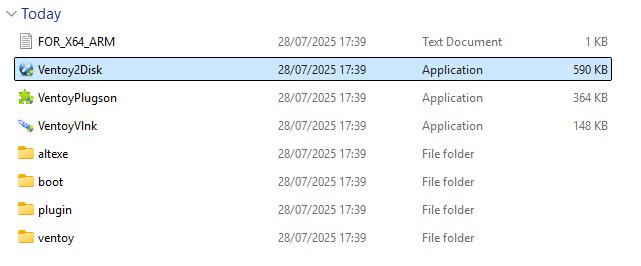 Today
FOR_X64_ARM 28/07/2025 17:39 Text Document 1 KB
Ventoy2Disk 28/07/2025 17:39 Application 590 KB
VentoyPlugson 28/07/2025 17:39 Application 364 KB
VentoyVlnk 28/07/2025 17:39 Application 148 KB
altexe 28/07/2025 17:39 File folder
boot 28/07/2025 17:39 File folder
plugin 28/07/2025 17:39 File folder
ventoy 28/07/2025 17:39 File folder